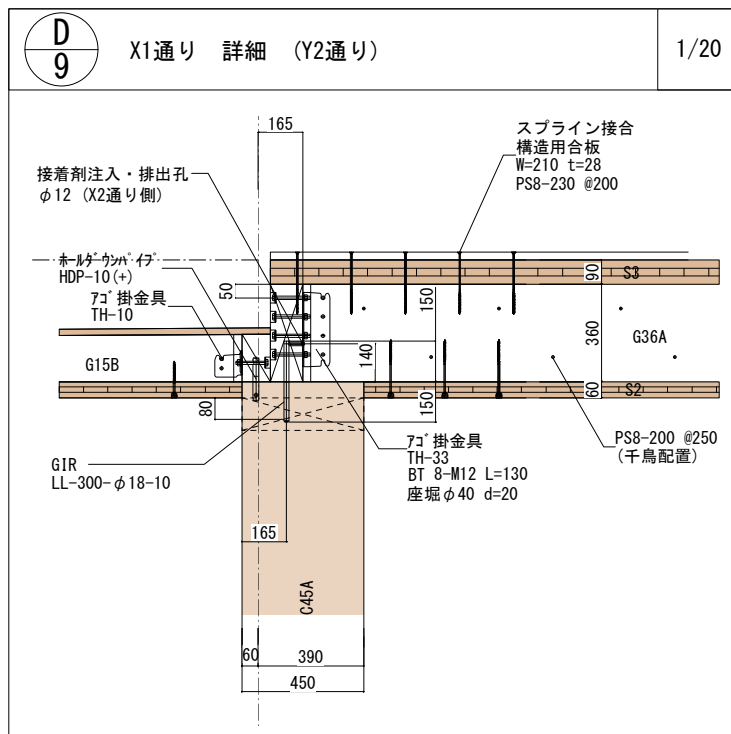 D
9
X1通り 詳細 (Y2通り)
1/20
165
スプライン接合
構造用合板
W=210 t=28
PS8-230 @200
接着剤注入・排出孔
φ12 (X2通り側)
ホールダウンパイプ
HDP-10(+)
アゴ掛金具
TH-10
50
150
90
S3
360
G36A
140
G15B
60
S2
80
150
アゴ掛金具
TH-33
BT 8-M12 L=130
座堀φ40 d=20
PS8-200 @250
(千鳥配置)
GIR
LL-300-φ18-10
165
C45A
60
390
450